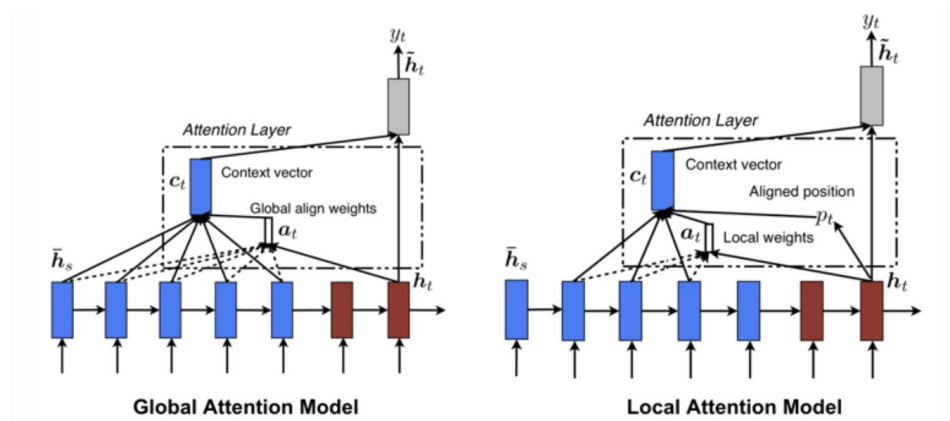 y_t
h̃_t
Attention Layer
c_t
Context vector
Global align weights
a_t
h̄_s
h_t
Global Attention Model
y_t
h̃_t
Attention Layer
c_t
Context vector
Aligned position
p_t
a_t
Local weights
h̄_s
h_t
Local Attention Model